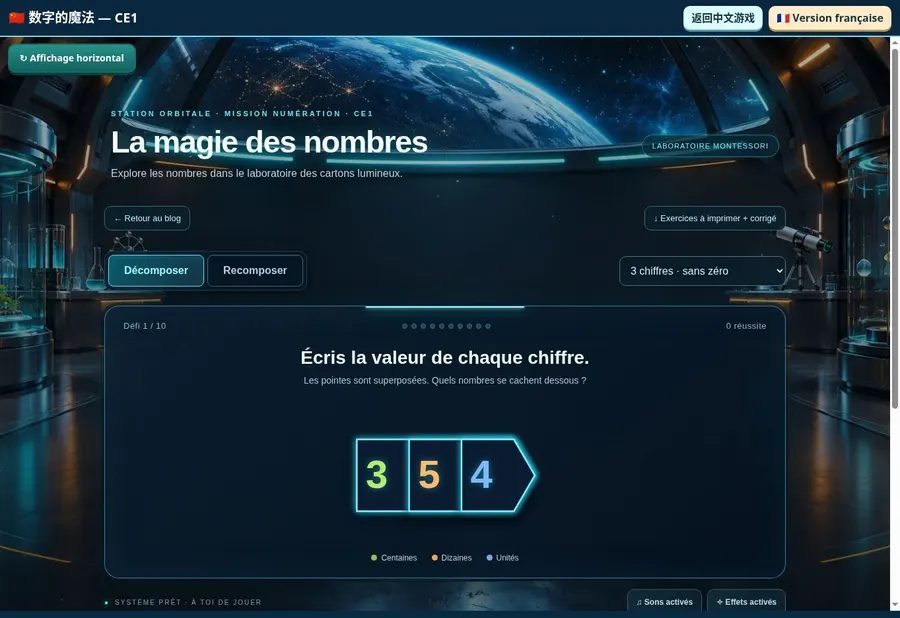 🇨🇳 数字的魔法 — CE1
返回中文游戏
🇫🇷 Version française
↻ Affichage horizontal
STATION ORBITALE · MISSION NUMÉRATION · CE1
La magie des nombres
LABORATOIRE MONTESSORI
Explore les nombres dans le laboratoire des cartons lumineux.
← Retour au blog
↓ Exercices à imprimer + corrigé
Décomposer
Recomposer
3 chiffres · sans zéro
Défi 1 / 10
0 réussite
Écris la valeur de chaque chiffre.
Les pointes sont superposées. Quels nombres se cachent dessous ?
3 5 4
Centaines
Dizaines
Unités
SYSTÈME PRÊT · À TOI DE JOUER
♫ Sons activés
✧ Effets activés